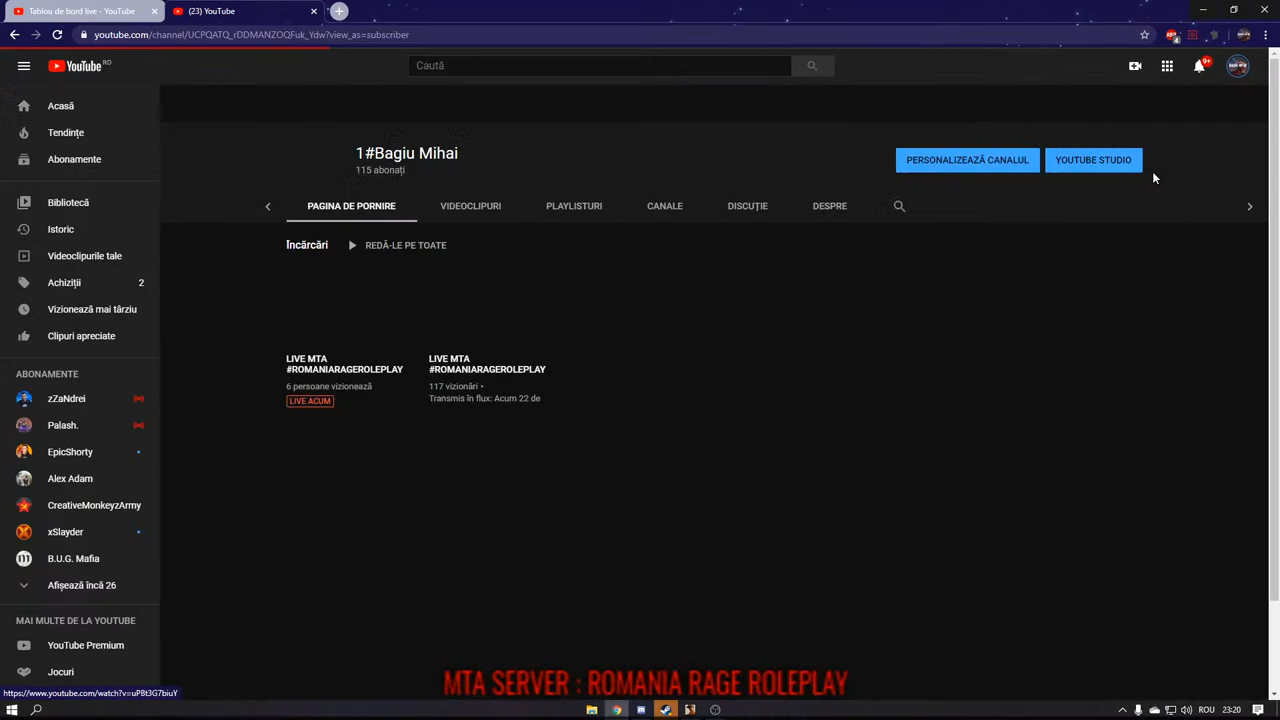 Tablou de bord live - YouTube
(23) YouTube
youtube.com/channel/UCPQATQ_rDDMANZOQFuk_Ydw?view_as=subscriber
YouTube RO
Caută
9+
Acasă
Tendințe
Abonamente
Bibliotecă
Istoric
Videoclipurile tale
Achiziții 2
Vizionează mai târziu
Clipuri apreciate
ABONAMENTE
zZaNdrei
Palash.
EpicShorty
Alex Adam
CreativeMonkeyzArmy
xSlayder
B.U.G. Mafia
Afișează încă 26
MAI MULTE DE LA YOUTUBE
YouTube Premium
Jocuri
1#Bagiu Mihai
115 abonați
PERSONALIZEAZĂ CANALUL
YOUTUBE STUDIO
PAGINA DE PORNIRE VIDEOCLIPURI PLAYLISTURI CANALE DISCUȚIE DESPRE
Încărcări REDĂ-LE PE TOATE
LIVE MTA
#ROMANIARAGEROLEPLAY
6 persoane vizionează
LIVE ACUM
LIVE MTA
#ROMANIARAGEROLEPLAY
117 vizionări •
Transmis în flux: Acum 22 de
MTA SERVER : ROMANIA RAGE ROLEPLAY
https://www.youtube.com/watch?v=uPBt3G7biuY
ROU 23:20